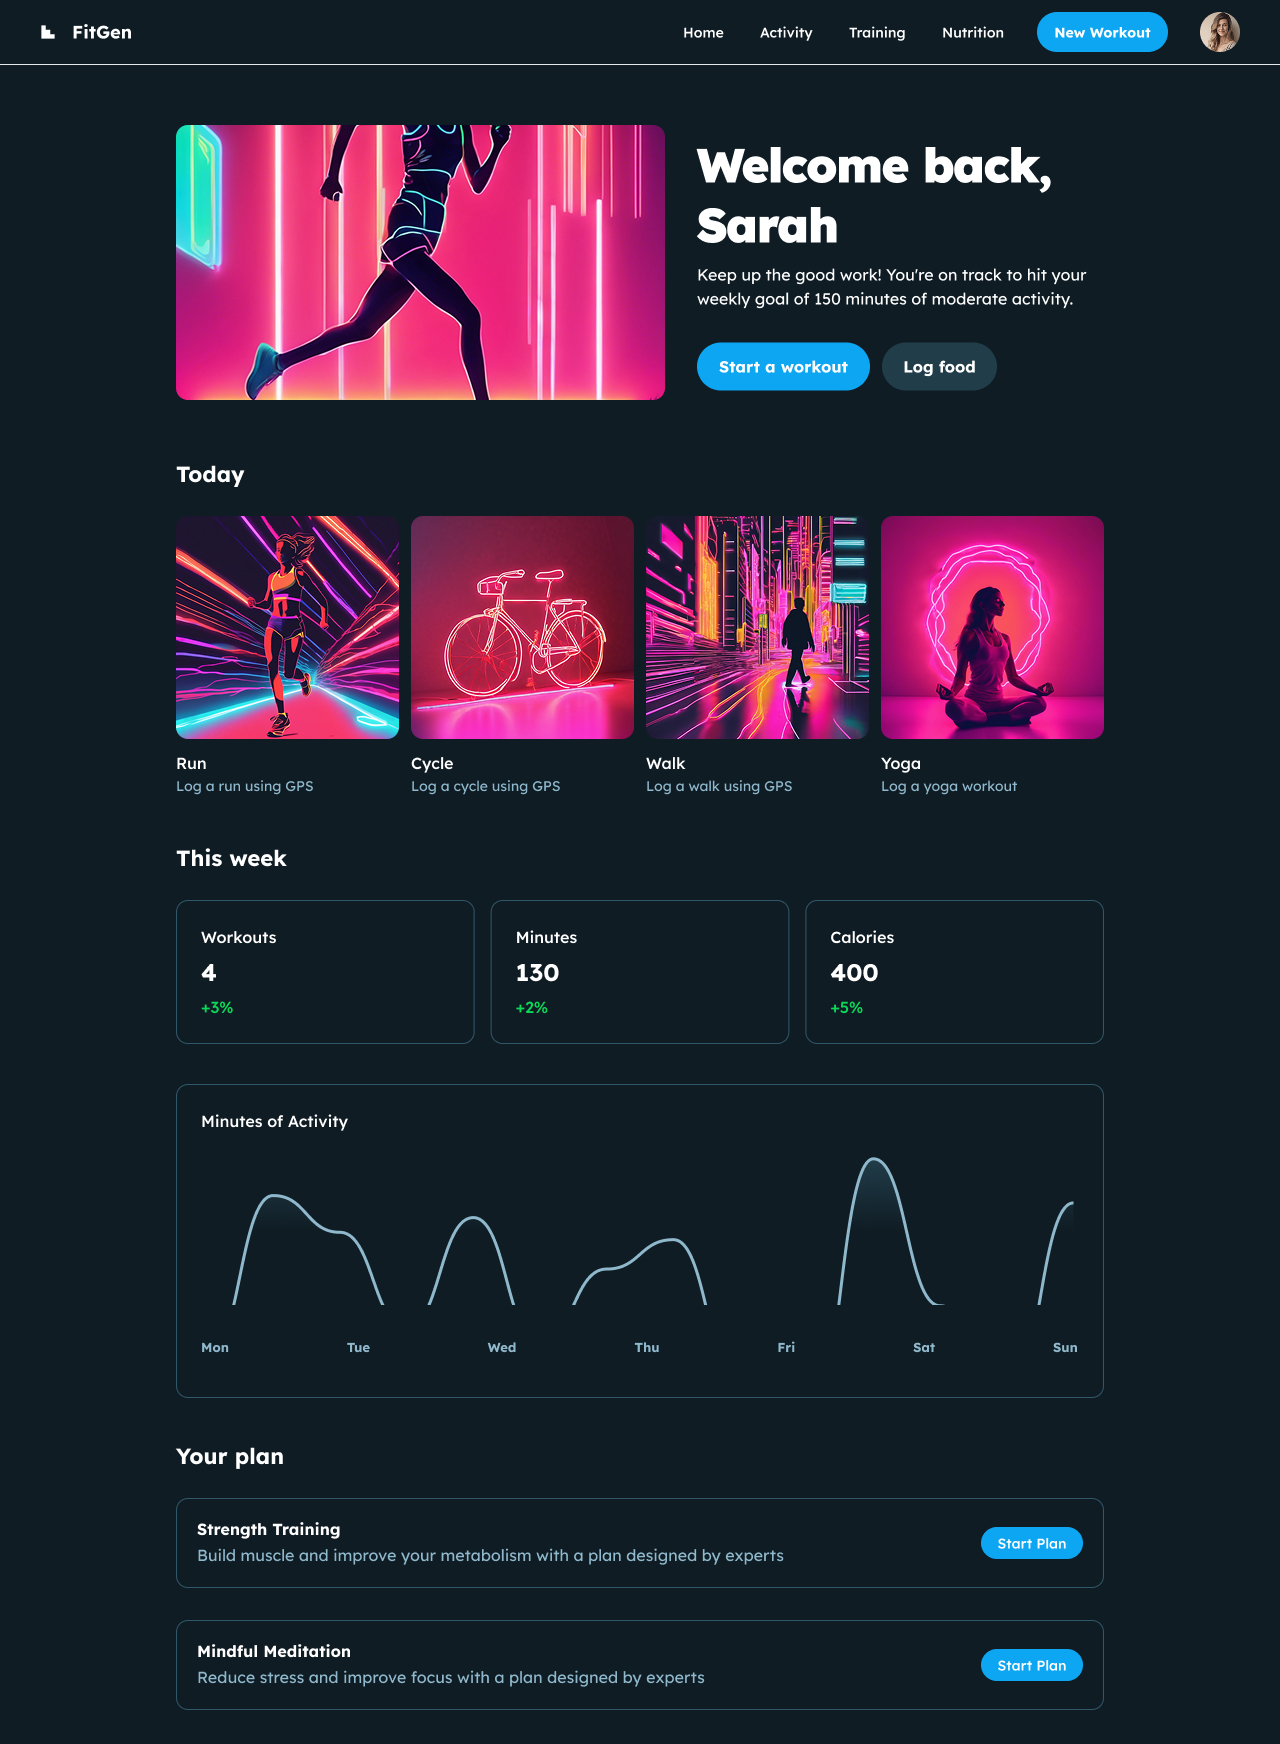 FitGen
Home
Activity
Training
Nutrition
New Workout
Welcome back,
Sarah
Keep up the good work! You're on track to hit your
weekly goal of 150 minutes of moderate activity.
Start a workout
Log food
Today
Run
Log a run using GPS
Cycle
Log a cycle using GPS
Walk
Log a walk using GPS
Yoga
Log a yoga workout
This week
Workouts
4
+3%
Minutes
130
+2%
Calories
400
+5%
Minutes of Activity
Mon
Tue
Wed
Thu
Fri
Sat
Sun
Your plan
Strength Training
Build muscle and improve your metabolism with a plan designed by experts
Start Plan
Mindful Meditation
Reduce stress and improve focus with a plan designed by experts
Start Plan